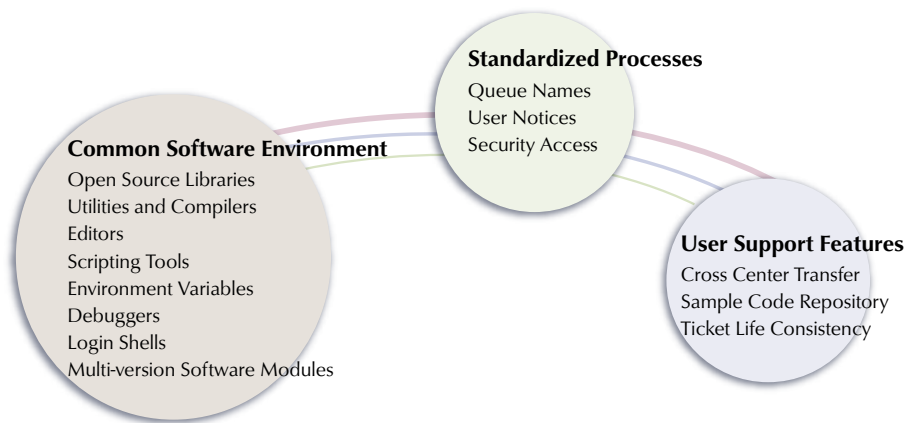 Standardized Processes
Queue Names
User Notices
Security Access
Common Software Environment
Open Source Libraries
Utilities and Compilers
Editors
Scripting Tools
Environment Variables
Debuggers
Login Shells
Multi-version Software Modules
User Support Features
Cross Center Transfer
Sample Code Repository
Ticket Life Consistency